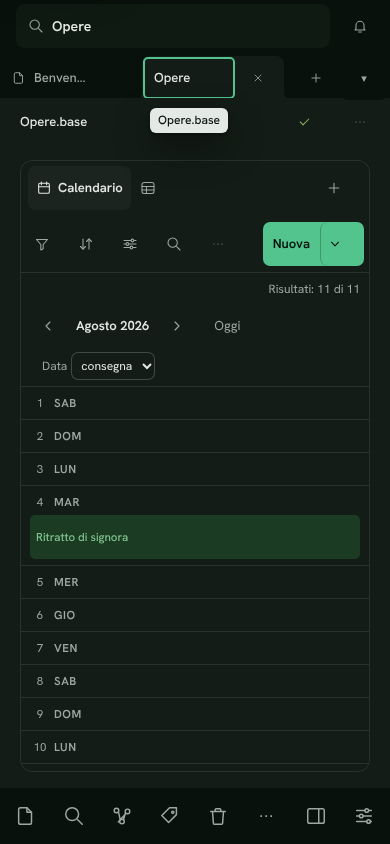 Opere
Benven...
Opere
Opere.base
Opere.base
Calendario
Nuova
Risultati: 11 di 11
Agosto 2026
Oggi
Data consegna
1 SAB
2 DOM
3 LUN
4 MAR
Ritratto di signora
5 MER
6 GIO
7 VEN
8 SAB
9 DOM
10 LUN